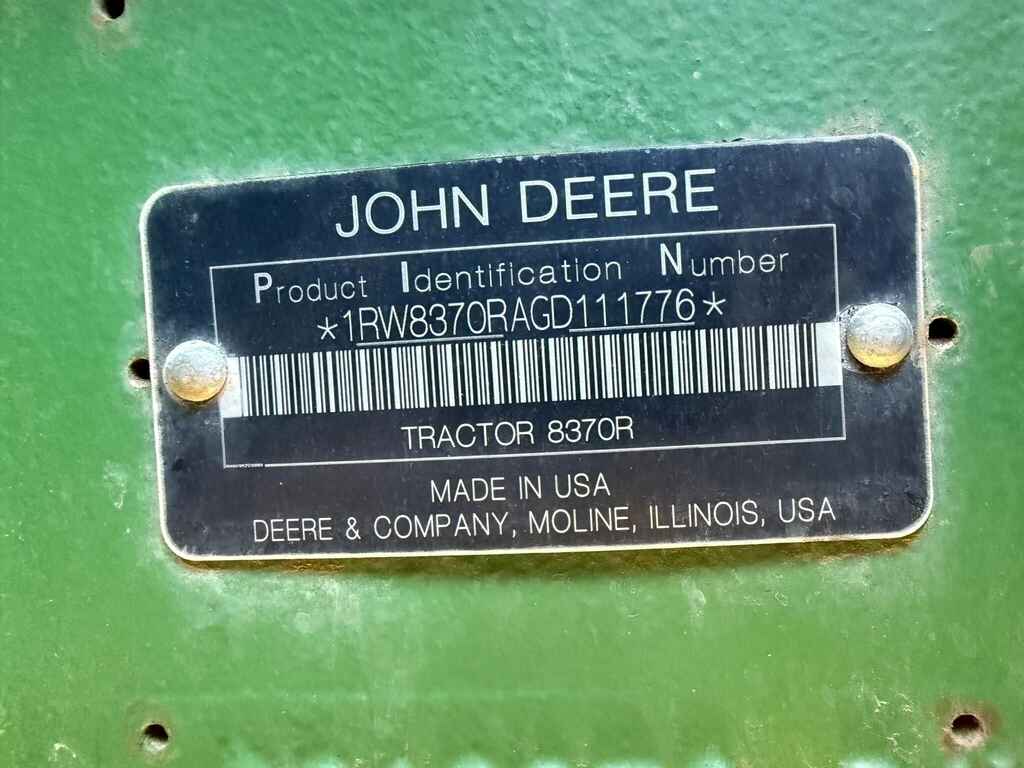 JOHN DEERE
Product Identification Number
*1RW8370RAGD111776*
TRACTOR 8370R
MADE IN USA
DEERE & COMPANY, MOLINE, ILLINOIS, USA